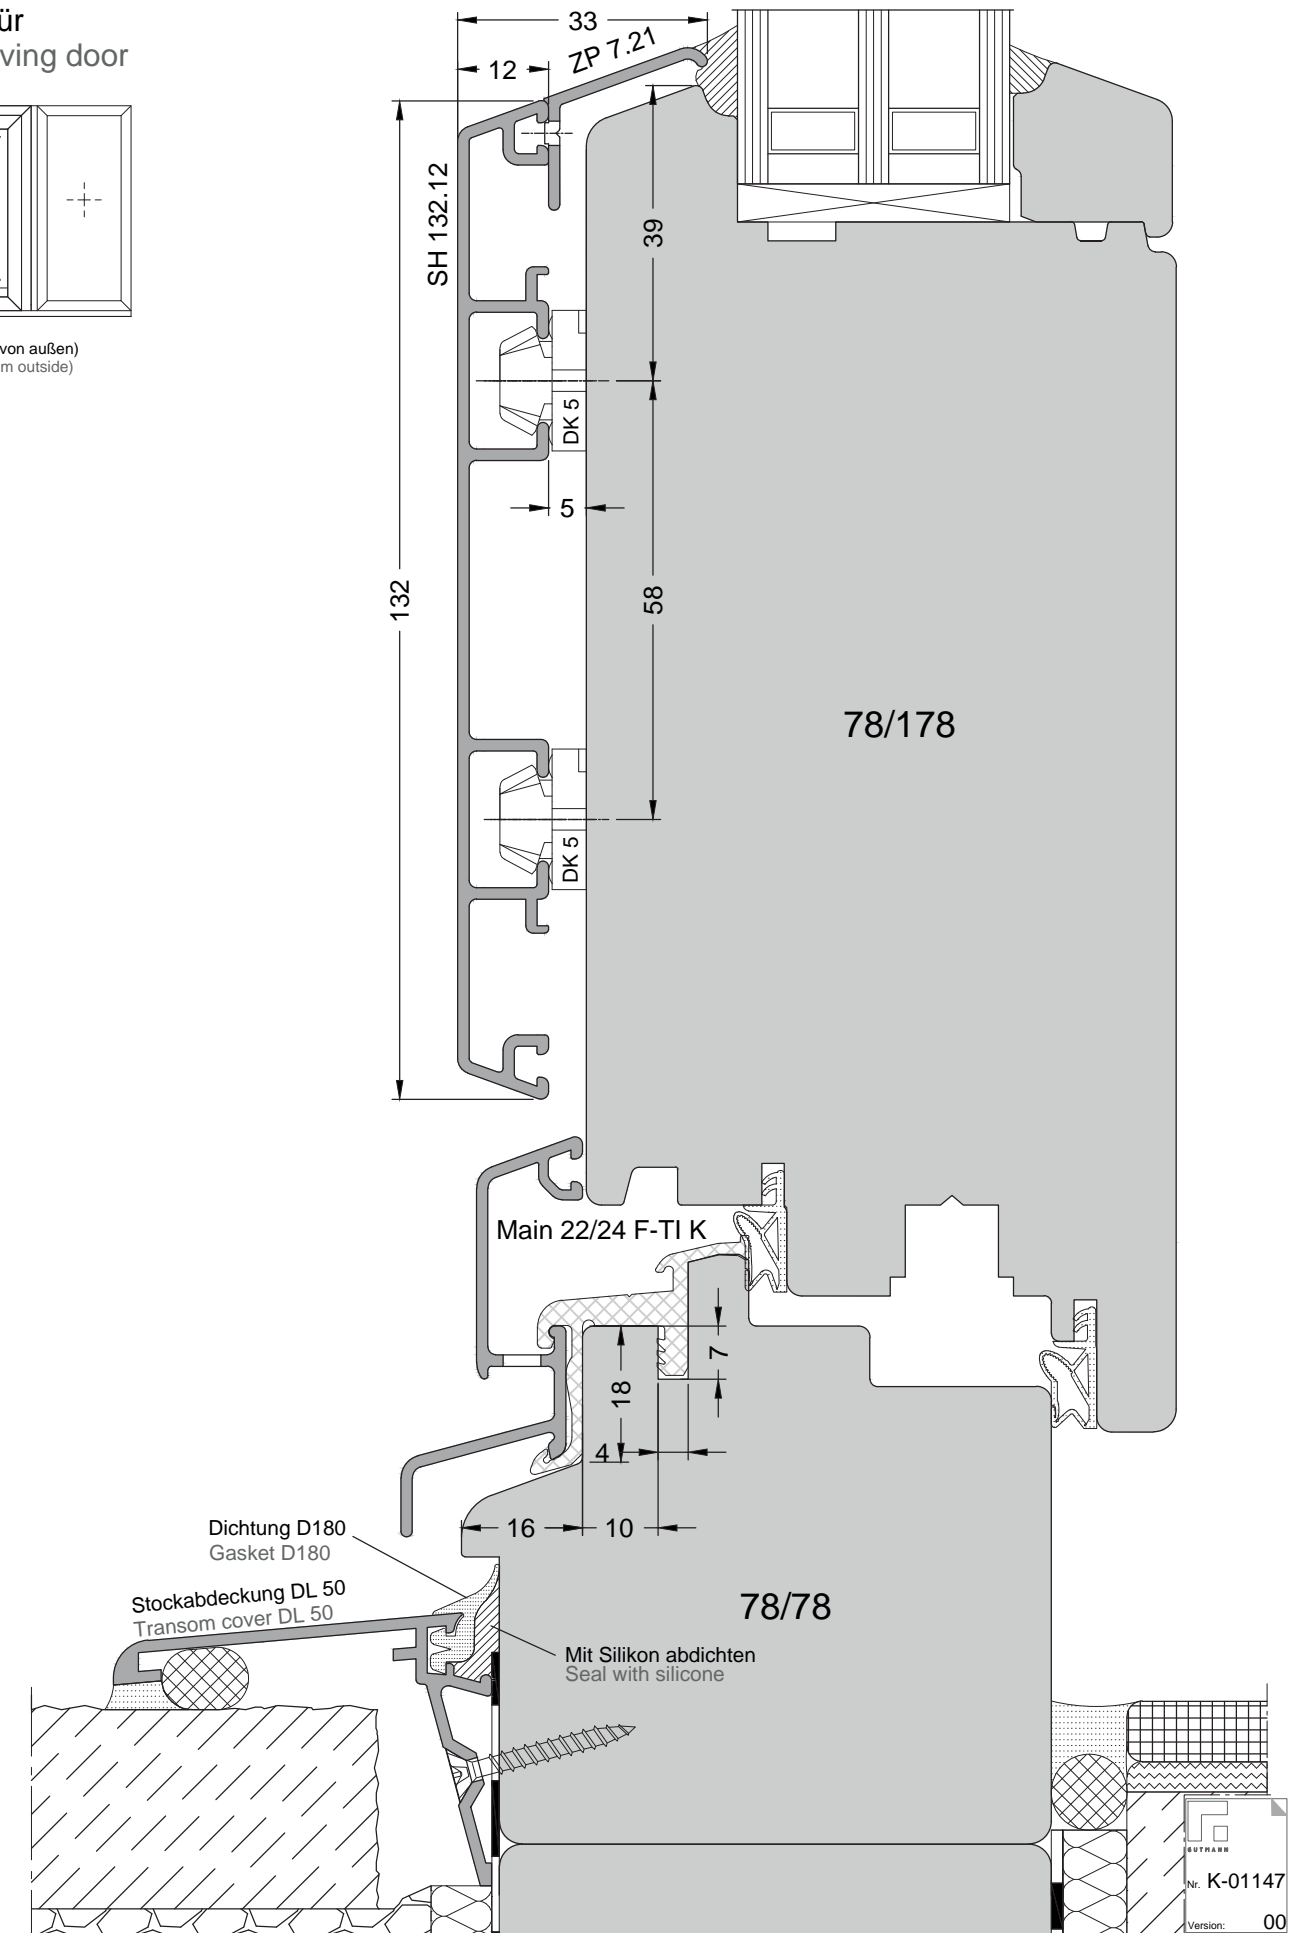 ür
ving door
von außen)
m outside)
33
12
ZP 7.21
SH 132.12
39
DK 5
5
132
58
78/178
DK 5
Main 22/24 F-TI K
7
18
4
16
10
Dichtung D180
Gasket D180
Stockabdeckung DL 50
Transom cover DL 50
78/78
Mit Silikon abdichten
Seal with silicone
GUTMANN
Nr. K-01147
Version: 00